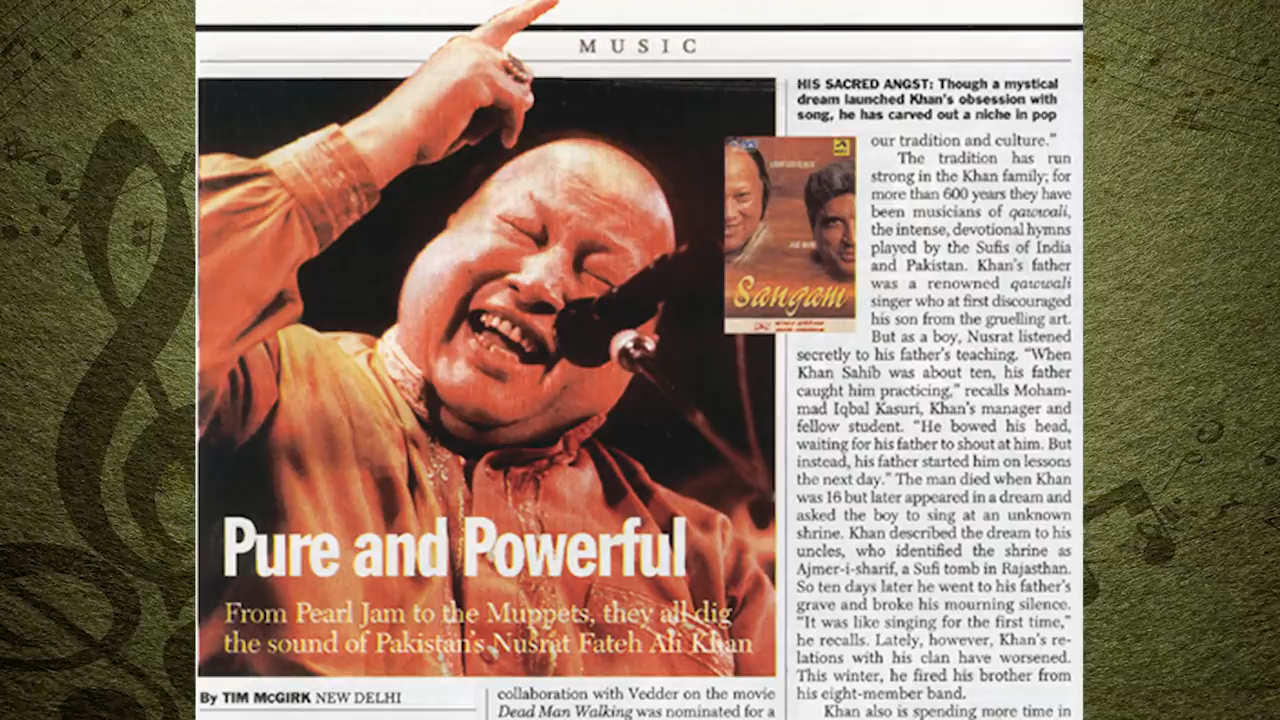 MUSIC
Pure and Powerful
From Pearl Jam to the Muppets, they all dig
the sound of Pakistan's Nusrat Fateh Ali Khan
By TIM McGIRK NEW DELHI
collaboration with Vedder on the movie
Dead Man Walking was nominated for a
HIS SACRED ANGST: Though a mystical
dream launched Khan's obsession with
song, he has carved out a niche in pop
Sangam
our tradition and culture."
The tradition has run
strong in the Khan family; for
more than 600 years they have
been musicians of qawwali,
the intense, devotional hymns
played by the Sufis of India
and Pakistan. Khan's father
was a renowned qawwali
singer who at first discouraged
his son from the gruelling art.
But as a boy, Nusrat listened
secretly to his father's teaching. "When
Khan Sahib was about ten, his father
caught him practicing," recalls Moham-
mad Iqbal Kasuri, Khan's manager and
fellow student. "He bowed his head,
waiting for his father to shout at him. But
instead, his father started him on lessons
the next day." The man died when Khan
was 16 but later appeared in a dream and
asked the boy to sing at an unknown
shrine. Khan described the dream to his
uncles, who identified the shrine as
Ajmer-i-sharif, a Sufi tomb in Rajasthan.
So ten days later he went to his father's
grave and broke his mourning silence.
"It was like singing for the first time,"
he recalls. Lately, however, Khan's re-
lations with his clan have worsened.
This winter, he fired his brother from
his eight-member band.
Khan also is spending more time in